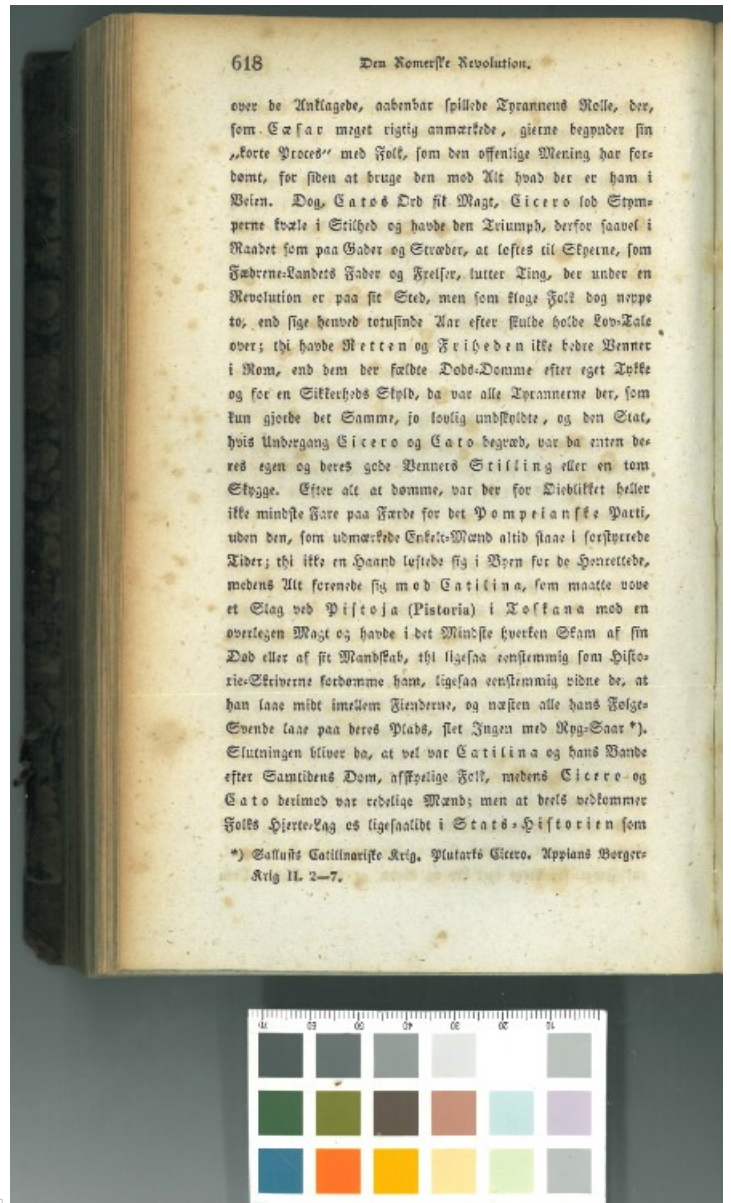 618 Den Romerske Revolution.
over de Anklagede, aabenbar spillede Tyrannens Rolle, der,
som Cæsar meget rigtig anmærkede, gierne begynder sin
„korte Proces“ med Folk, som den offenlige Mening har for=
dømt, for siden at bruge den mod Alt hvad der er ham i
Veien. Dog, Catos Ord fik Magt, Cicero lod Stym=
perne kvæle i Stilhed og havde den Triumph, derfor saavel i
Raadet som paa Gader og Stræder, at løftes til Skyerne, som
Fædrene=Landets Fader og Frelser, lutter Ting, der under en
Revolution er paa sit Sted, men som kloge Folk dog neppe
to, end sige henved totusinde Aar efter skulde holde Lov=Tale
over; thi havde Retten og Friheden ikke bedre Venner
i Rom, end dem der fældte Døds=Domme efter eget Tykke
og for en Sikkerheds Skyld, da var alle Tyrannerne der, som
kun gjorde det Samme, jo lovlig undskyldte, og den Stat,
hvis Undergang Cicero og Cato begræd, var da enten de=
res egen og deres gode Venners Stilling eller en tom
Skygge. Efter alt at dømme, var der for Øieblikket heller
ikke mindste Fare paa Færde for det Pompeianske Parti,
uden den, som udmærkede Enkelt=Mænd altid staae i forstyrrede
Tider; thi ikke en Haand løftede sig i Byen for de Henrettede,
medens Alt forenede sig mod Catilina, som maatte vove
et Slag ved Pistoja (Pistoria) i Toskana mod en
overlegen Magt og havde i det Mindste hverken Skam af sin
Død eller af sit Mandskab, thi ligesaa eenstemmig som Histo=
rie=Skriverne fordømme ham, ligesaa eenstemmig vidne de, at
han laae midt imellem Fienderne, og næsten alle hans Følge=
Svende laae paa deres Plads, slet Ingen med Ryg=Saar *).
Slutningen bliver da, at vel var Catilina og hans Bande
efter Samtidens Dom, afskyelige Folk, medens Cicero og
Cato derimod var redelige Mænd; men at deels vedkommer
Folks Hjerte=Lag os ligesaalidt i Stats=Historien som
*) Sallusts Catilinariske Krig. Plutarks Cicero. Appians Borger=
Krig II. 2—7.
10 20 30 40 50 60